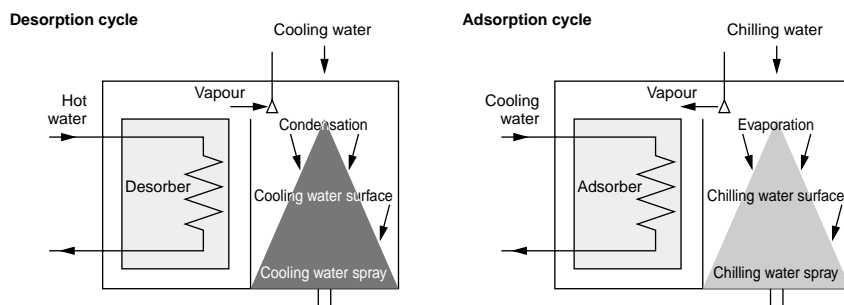 Desorption cycle
Cooling water
Vapour
Hot
water
Condensation
Desorber
Cooling water surface
Cooling water spray
Adsorption cycle
Chilling water
Vapour
Cooling
water
Evaporation
Adsorber
Chilling water surface
Chilling water spray